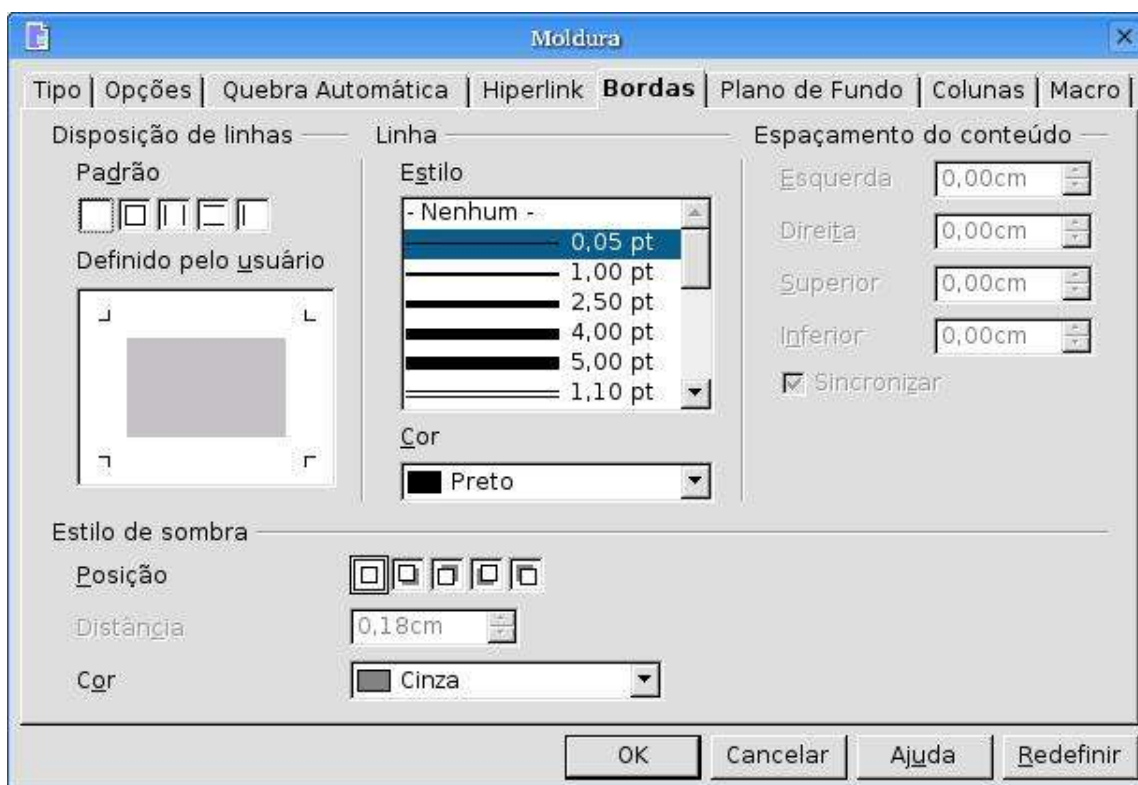 Moldura
Tipo Opções Quebra Automática Hiperlink Bordas Plano de Fundo Colunas Macro
Disposição de linhas
Padrão
Definido pelo usuário
Linha
Estilo
- Nenhum -
0,05 pt
1,00 pt
2,50 pt
4,00 pt
5,00 pt
1,10 pt
Cor
Preto
Espaçamento do conteúdo
Esquerda 0,00cm
Direita 0,00cm
Superior 0,00cm
Inferior 0,00cm
Sincronizar
Estilo de sombra
Posição
Distância 0,18cm
Cor Cinza
OK Cancelar Ajuda Redefinir